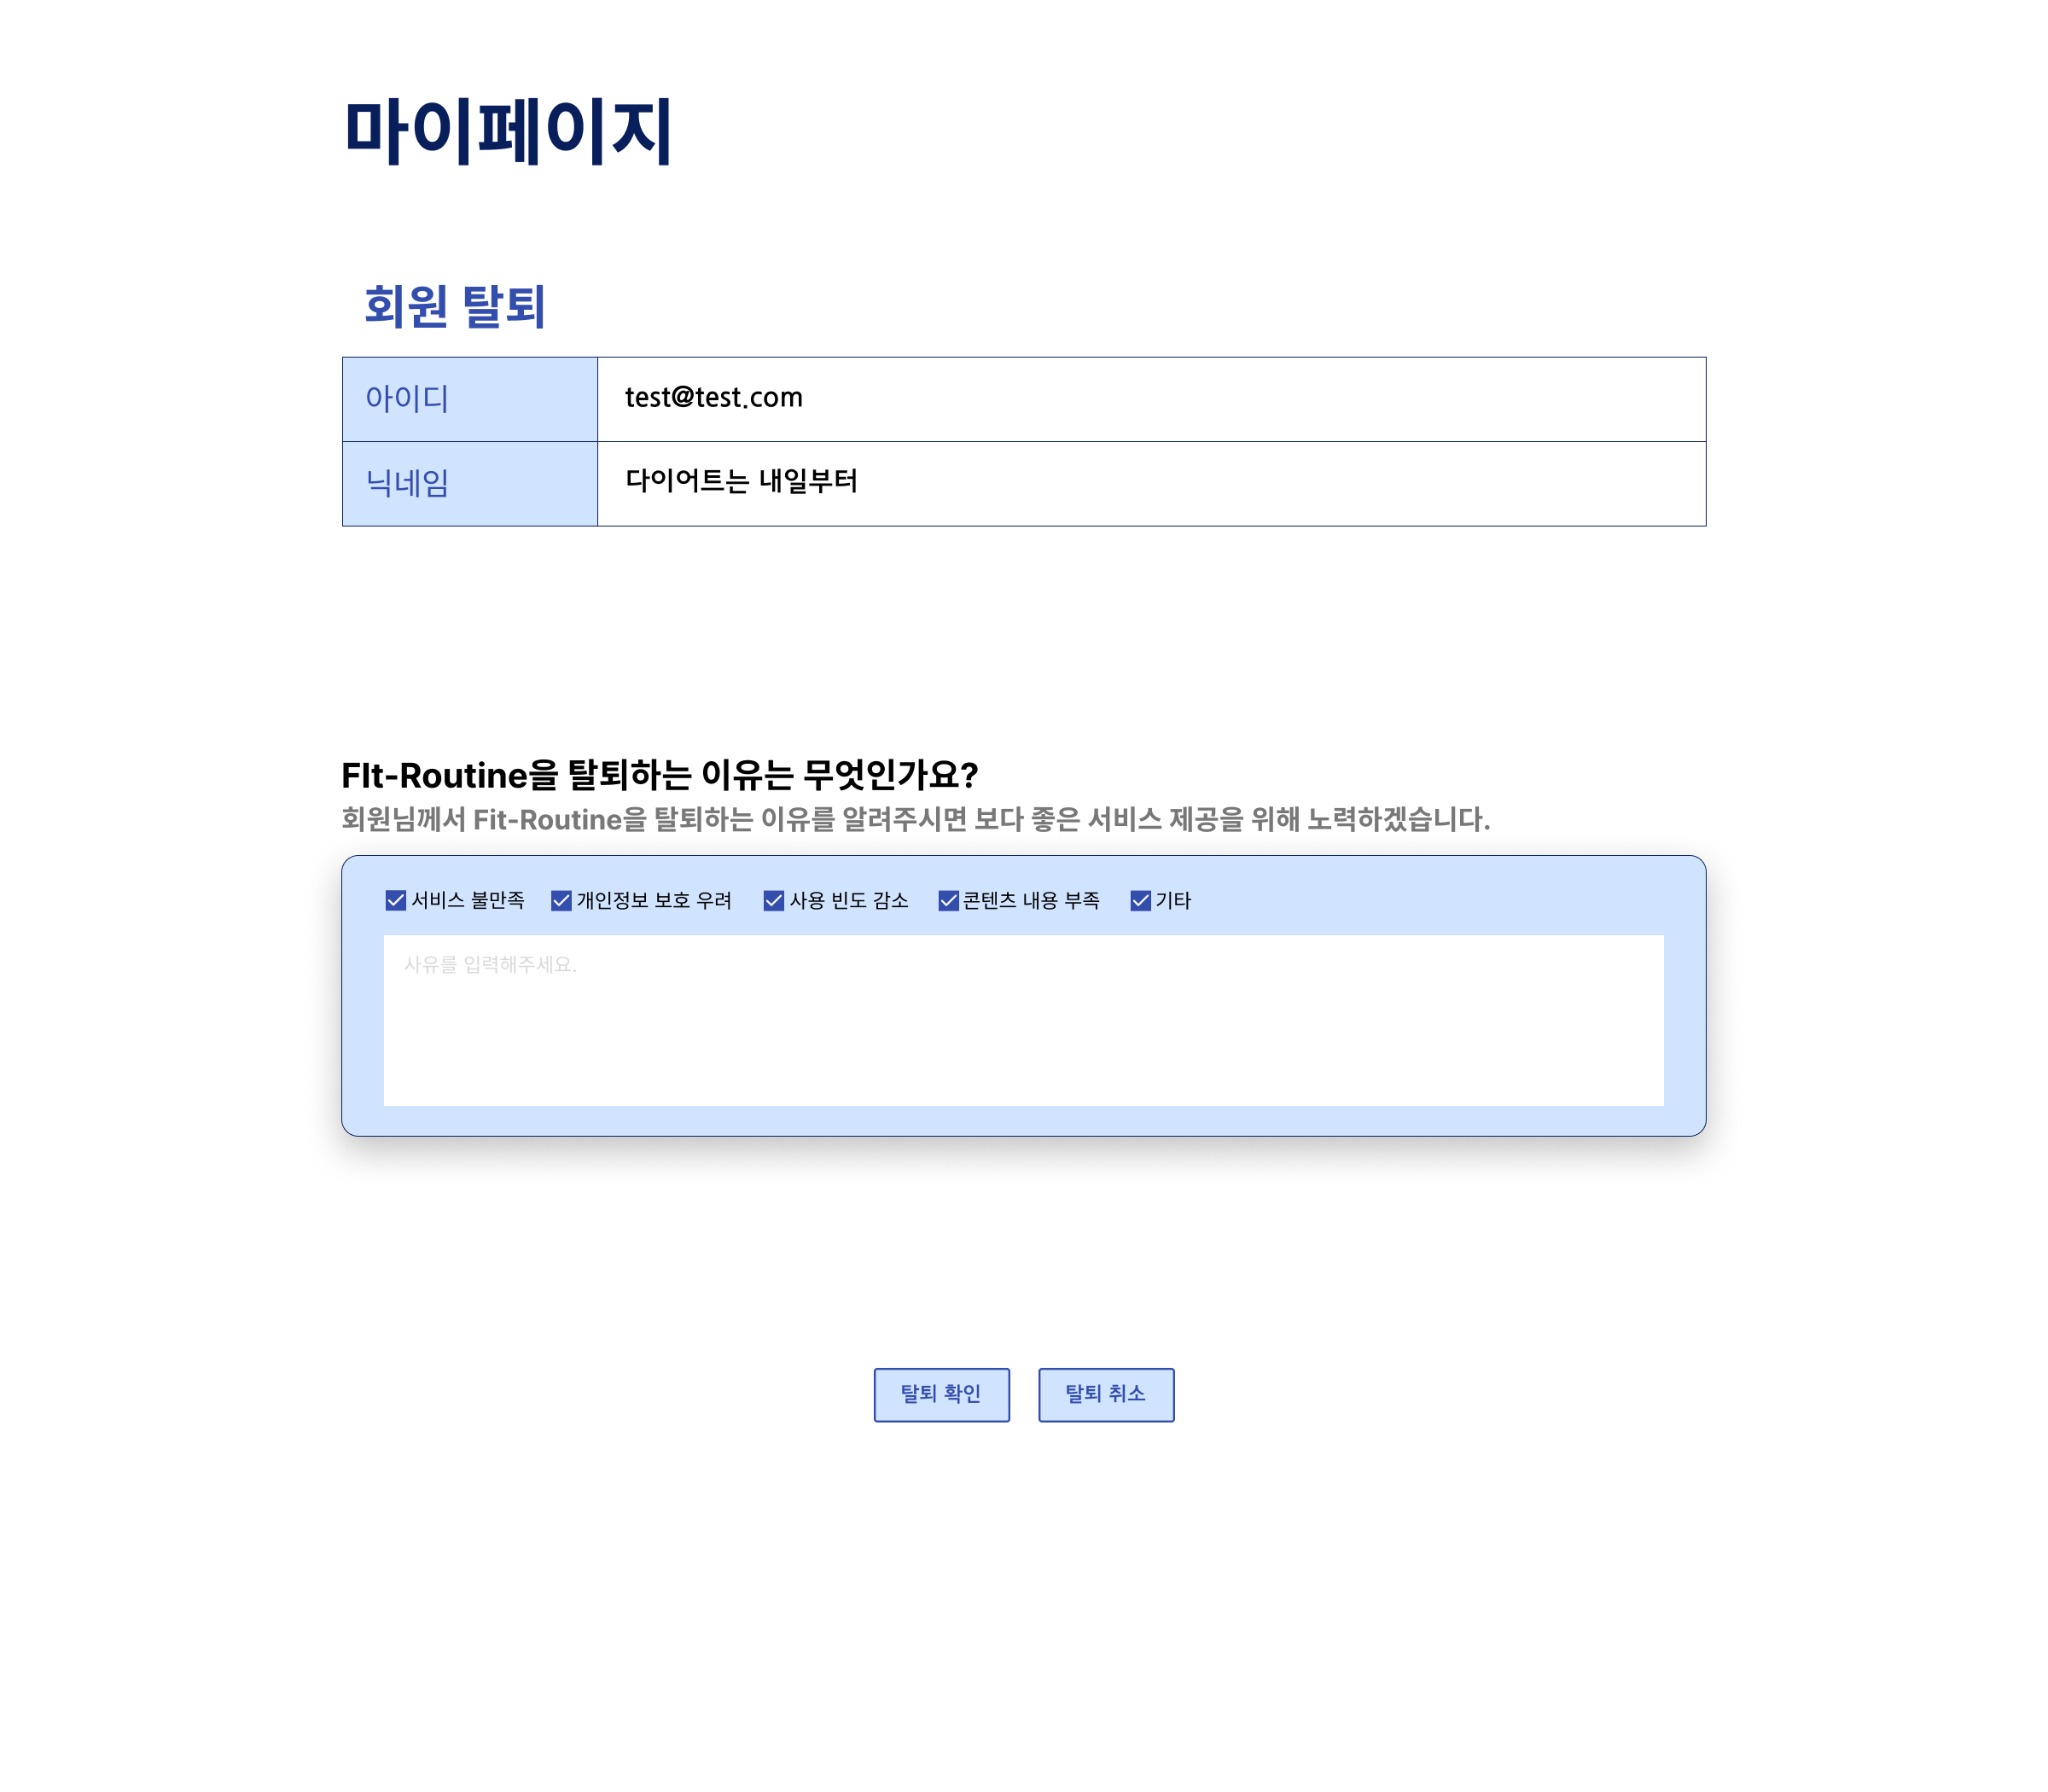 마이페이지
회원 탈퇴
아이디 test@test.com
닉네임 다이어트는 내일부터
FIt-Routine을 탈퇴하는 이유는 무엇인가요?
회원님께서 Fit-Routine을 탈퇴하는 이유를 알려주시면 보다 좋은 서비스 제공을 위해 노력하겠습니다.
서비스 불만족 개인정보 보호 우려 사용 빈도 감소 콘텐츠 내용 부족 기타
사유를 입력해주세요.
탈퇴 확인 탈퇴 취소